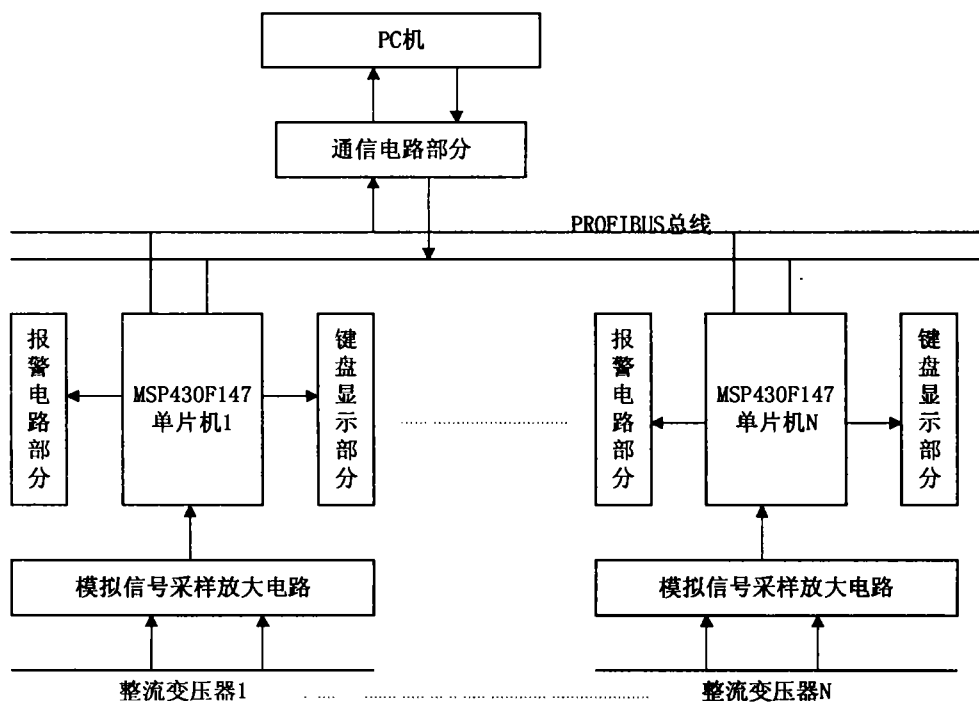 PC机
通信电路部分
PROFIBUS总线
报警电路部分
MSP430F147
单片机1
键盘显示部分
报警电路部分
MSP430F147
单片机N
键盘显示部分
模拟信号采样放大电路
模拟信号采样放大电路
整流变压器1
整流变压器N